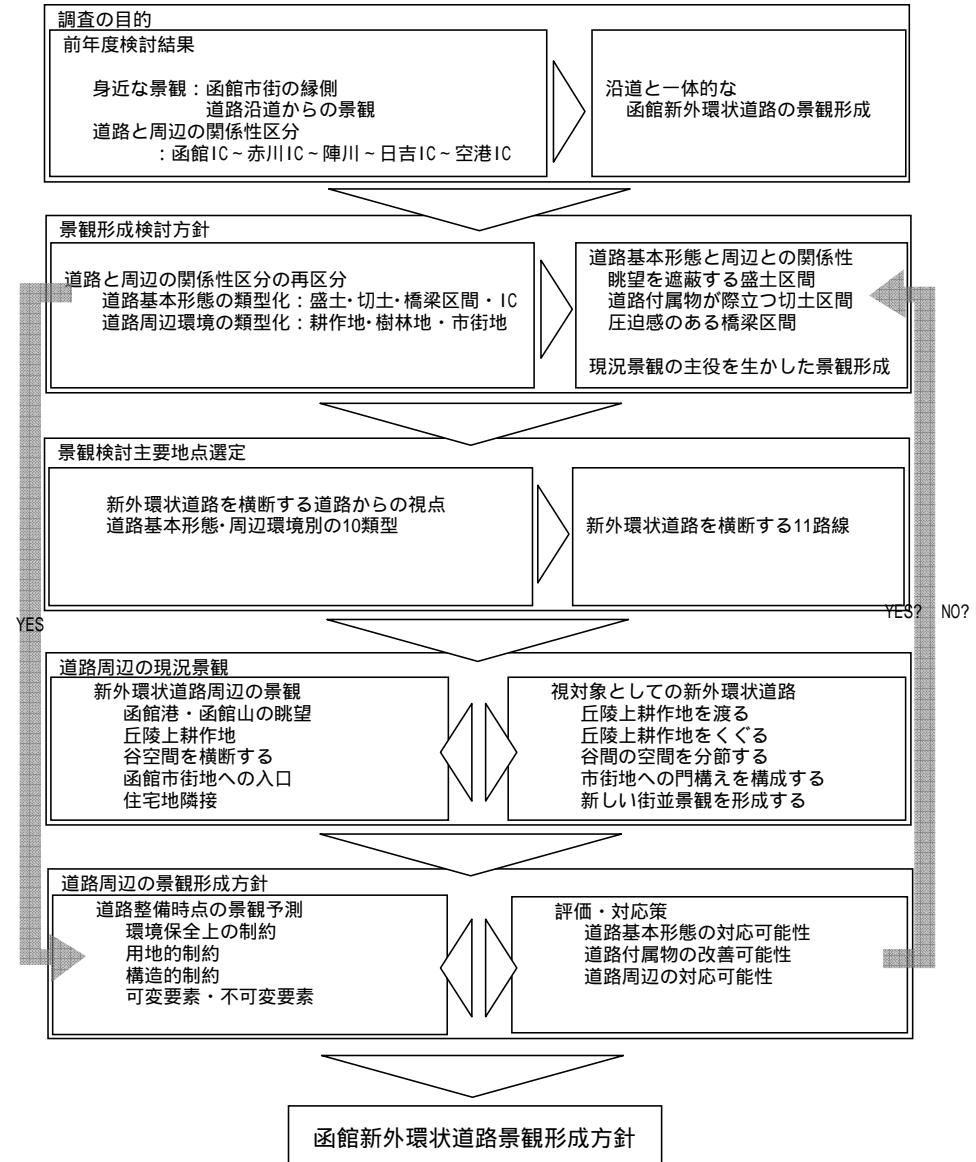 調査の目的
前年度検討結果
身近な景観：函館市街の縁側
道路沿道からの景観
道路と周辺の関係性区分
：函館IC～赤川IC～陣川～日吉IC～空港IC
沿道と一体的な
函館新外環状道路の景観形成
景観形成検討方針
道路と周辺の関係性区分の再区分
道路基本形態の類型化：盛土・切土・橋梁区間・IC
道路周辺環境の類型化：耕作地・樹林地・市街地
道路基本形態と周辺との関係性
眺望を遮蔽する盛土区間
道路付属物が際立つ切土区間
圧迫感のある橋梁区間
現況景観の主役を生かした景観形成
景観検討主要地点選定
新外環状道路を横断する道路からの視点
道路基本形態・周辺環境別の10類型
新外環状道路を横断する11路線
YES
YES?
NO?
道路周辺の現況景観
新外環状道路周辺の景観
函館港・函館山の眺望
丘陵上耕作地
谷空間を横断する
函館市街地への入口
住宅地隣接
視対象としての新外環状道路
丘陵上耕作地を渡る
丘陵上耕作地をくぐる
谷間の空間を分節する
市街地への門構えを構成する
新しい街並景観を形成する
道路周辺の景観形成方針
道路整備時点の景観予測
環境保全上の制約
用地的制約
構造的制約
可変要素・不可変要素
評価・対応策
道路基本形態の対応可能性
道路付属物の改善可能性
道路周辺の対応可能性
函館新外環状道路景観形成方針